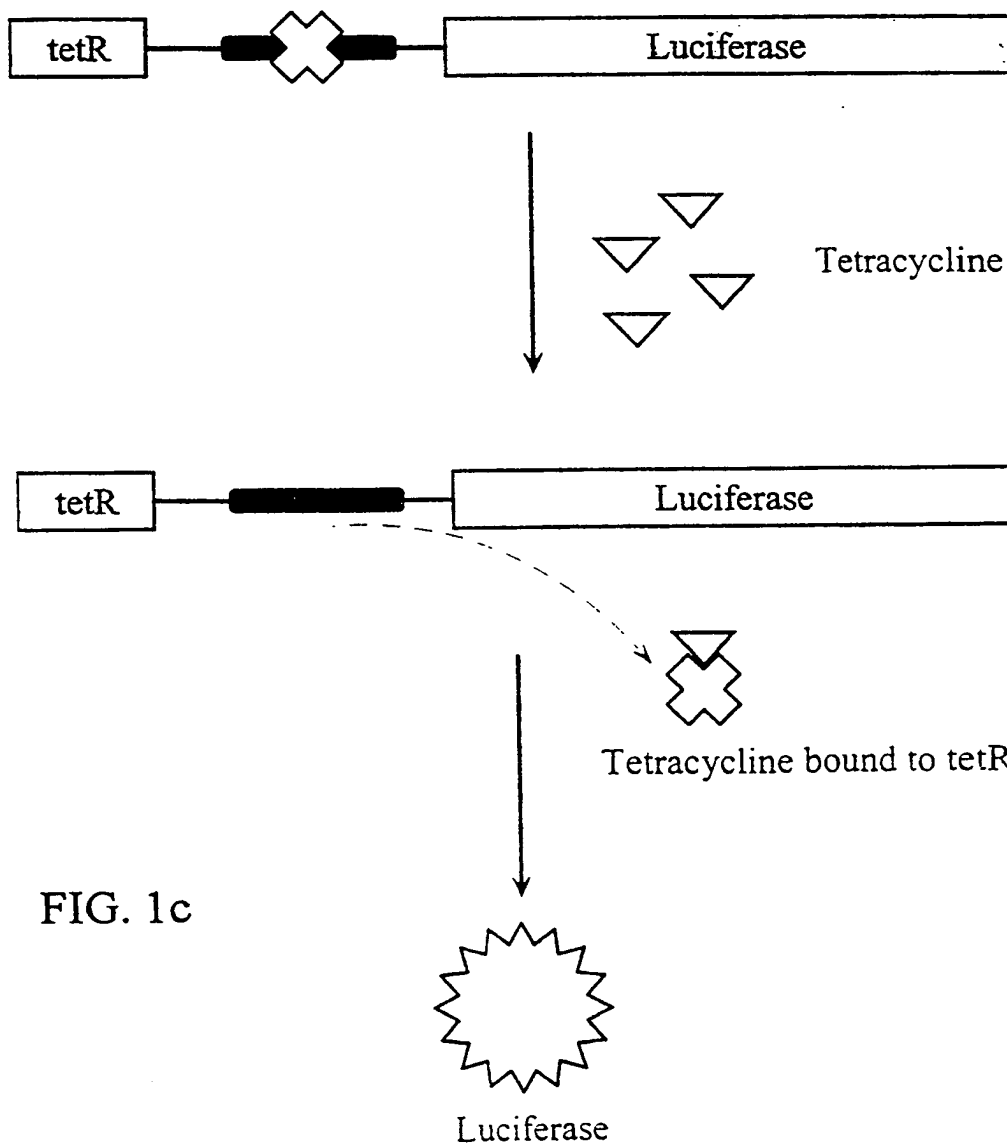 tetR
Luciferase
Tetracycline
tetR
Luciferase
Tetracycline bound to tetR
FIG. 1c
Luciferase